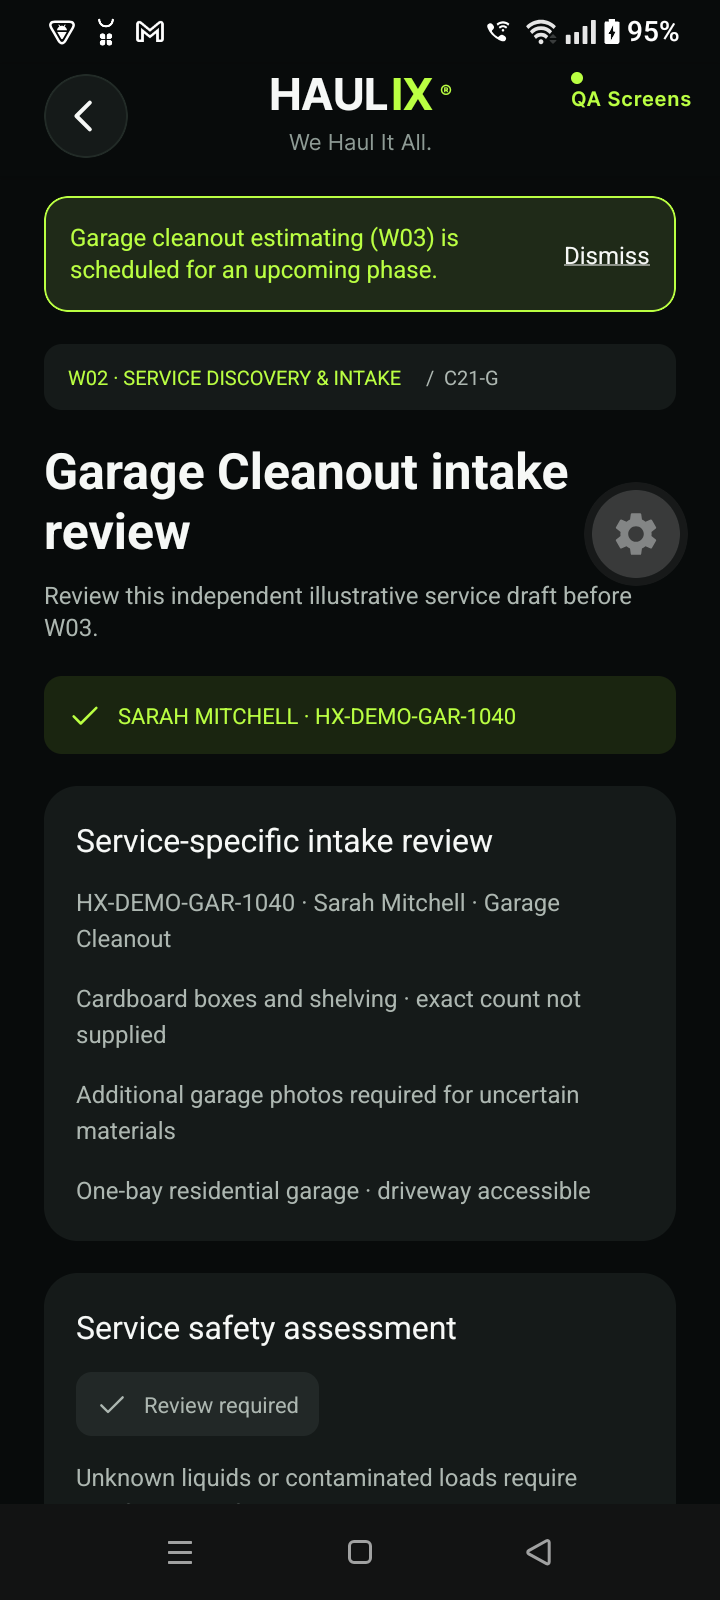 95%
HAULIX ®
QA Screens
We Haul It All.
Garage cleanout estimating (W03) is
scheduled for an upcoming phase.
Dismiss
W02 · SERVICE DISCOVERY & INTAKE / C21-G
Garage Cleanout intake
review
Review this independent illustrative service draft before
W03.
SARAH MITCHELL · HX-DEMO-GAR-1040
Service-specific intake review
HX-DEMO-GAR-1040 · Sarah Mitchell · Garage
Cleanout
Cardboard boxes and shelving · exact count not
supplied
Additional garage photos required for uncertain
materials
One-bay residential garage · driveway accessible
Service safety assessment
Review required
Unknown liquids or contaminated loads require